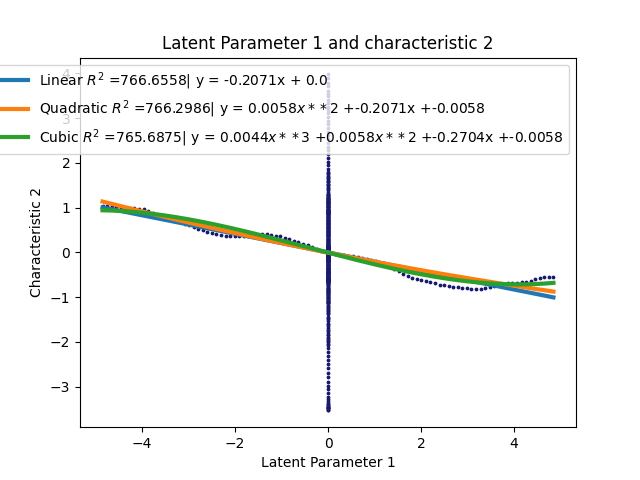 Latent Parameter 1 and characteristic 2
4
Linear R² =766.6558| y = -0.2071x + 0.0
Quadratic R² =766.2986| y = 0.0058x**2 +-0.2071x +-0.0058
3
Cubic R² =765.6875| y = 0.0044x**3 +0.0058x**2 +-0.2704x +-0.0058
2
1
0
−1
−2
−3
Characteristic 2
−4 −2 0 2 4
Latent Parameter 1